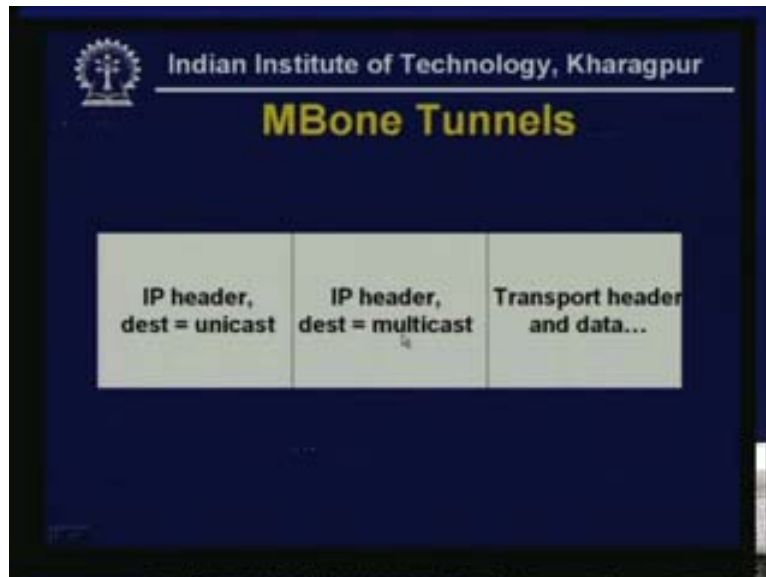 Indian Institute of Technology, Kharagpur
MBone Tunnels
IP header,
dest = unicast
IP header,
dest = multicast
Transport header
and data...